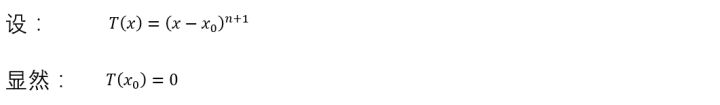 设： T(x) = (x − x₀)ⁿ⁺¹
显然： T(x₀) = 0